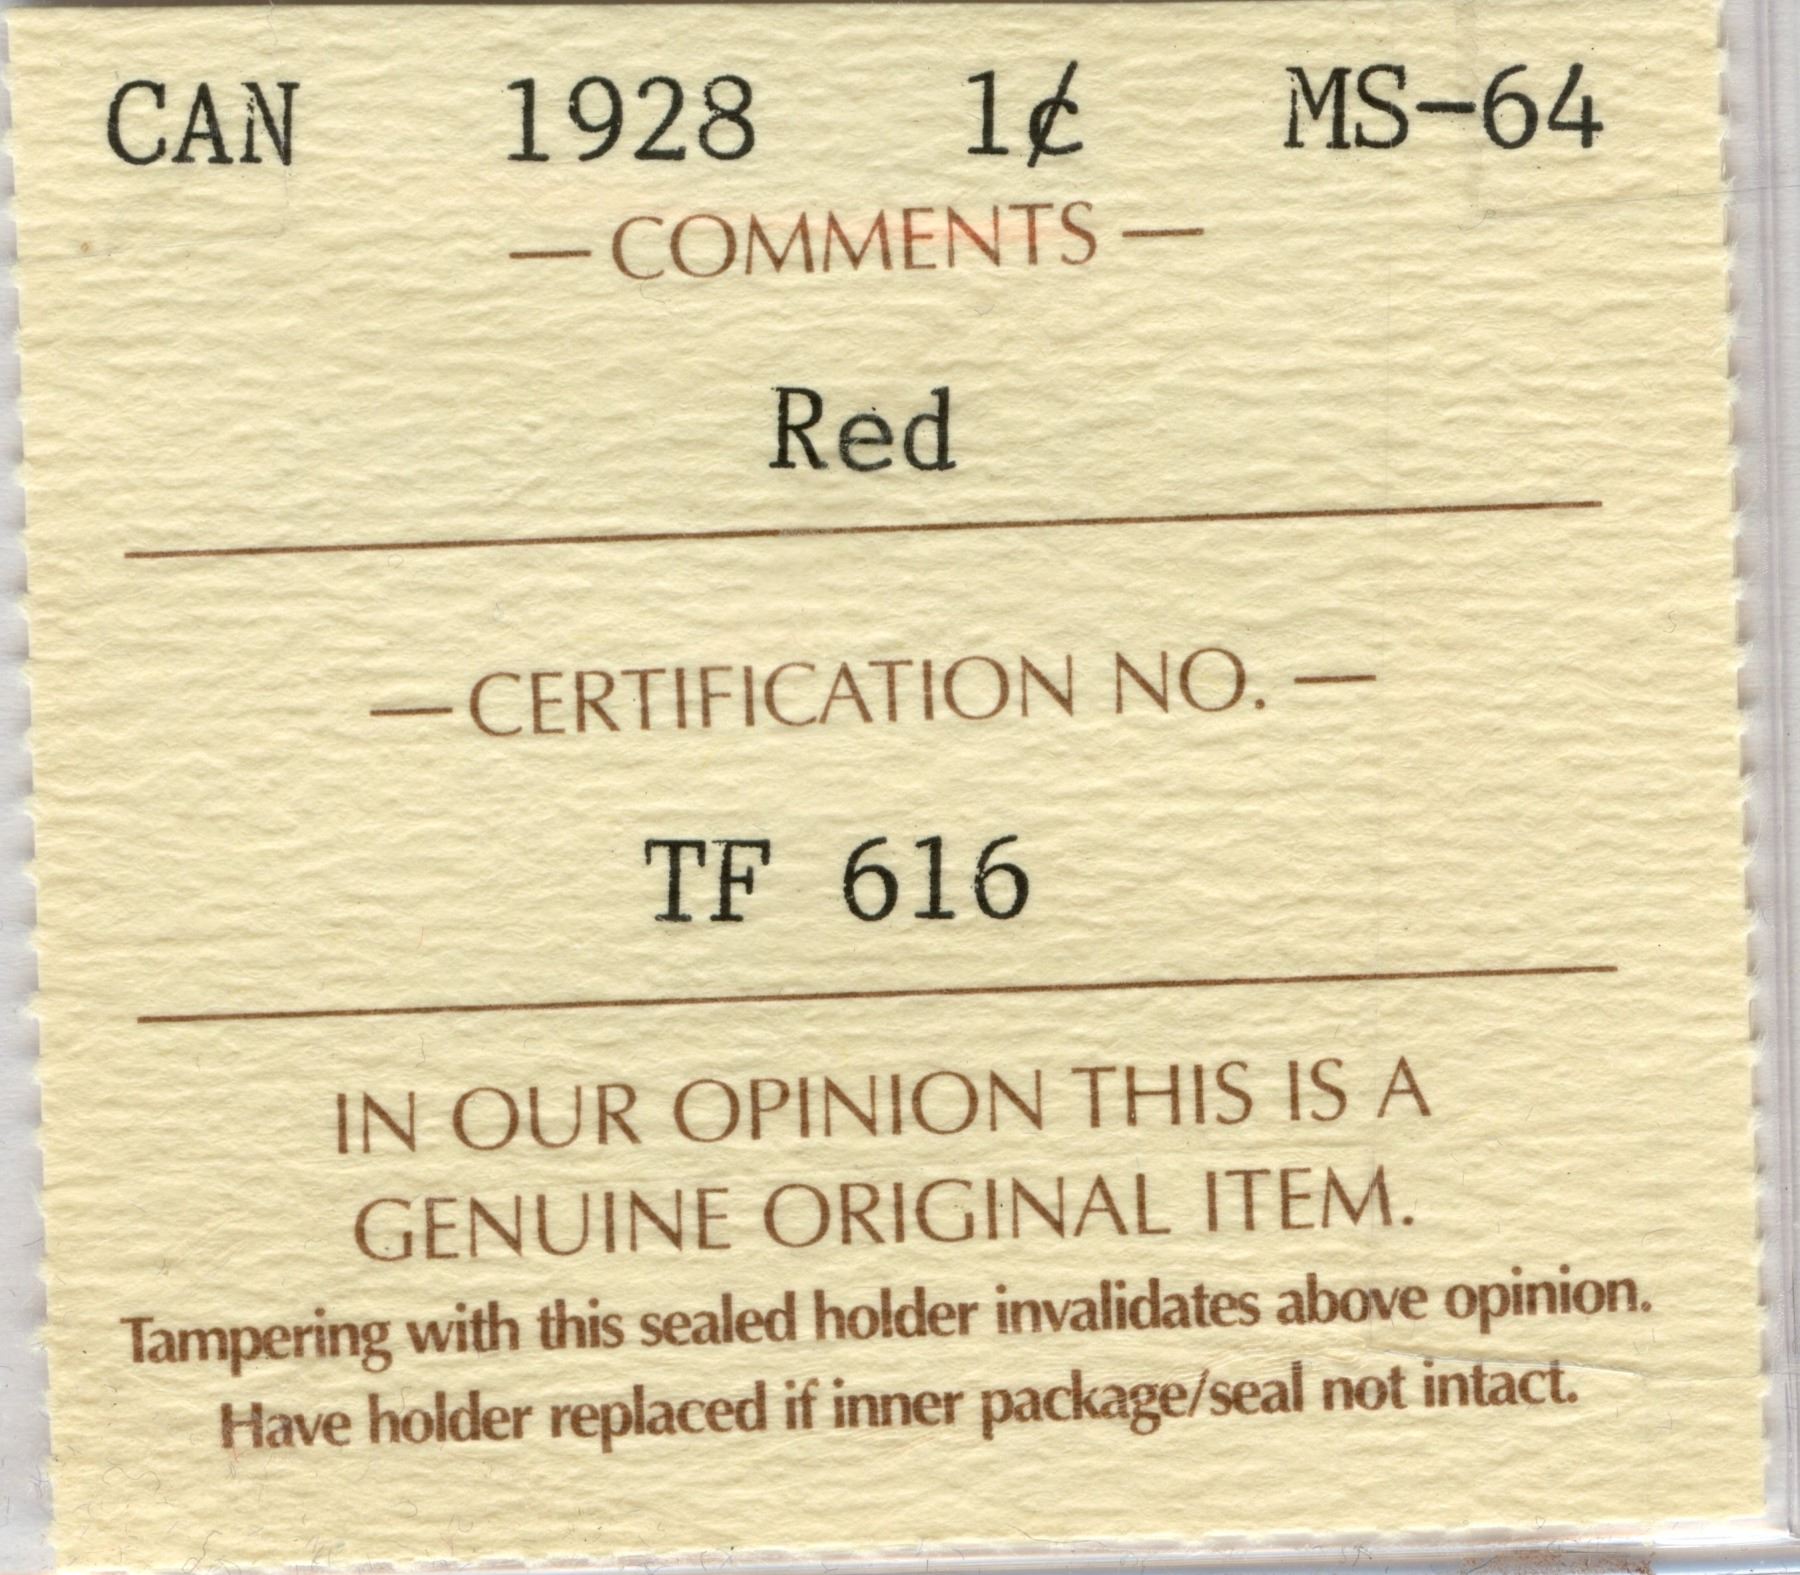 CAN 1928 1¢ MS-64
—COMMENTS—
Red
—CERTIFICATION NO.—
TF 616
IN OUR OPINION THIS IS A
GENUINE ORIGINAL ITEM.
Tampering with this sealed holder invalidates above opinion.
Have holder replaced if inner package/seal not intact.